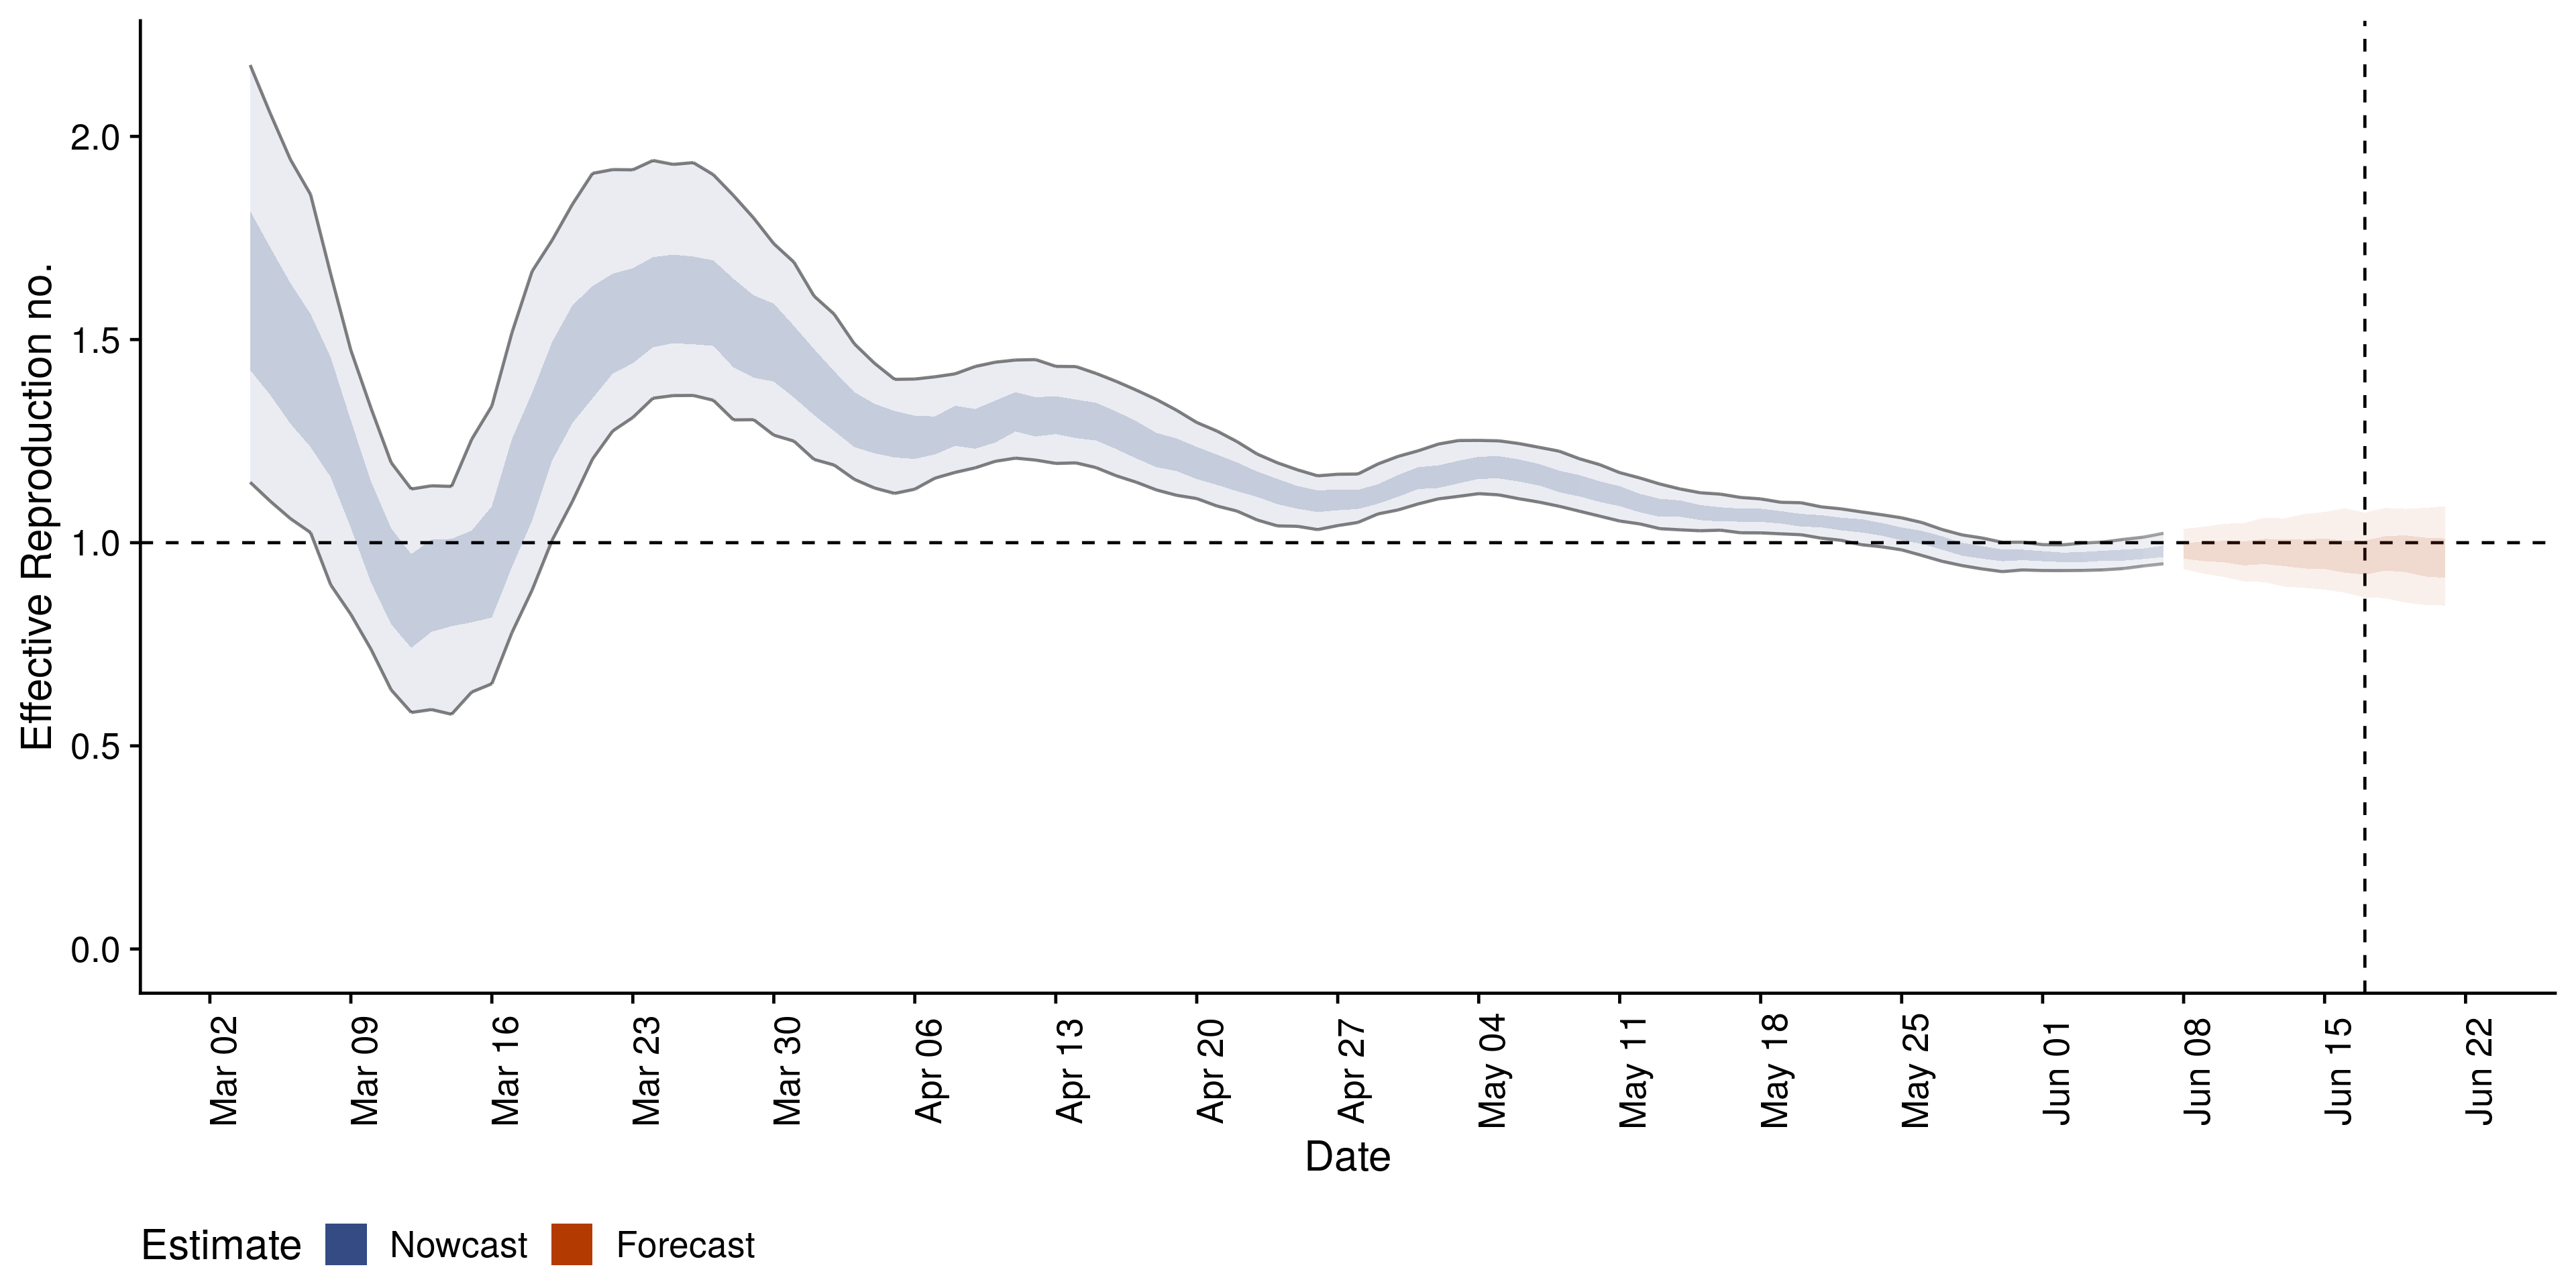 Effective Reproduction no.
2.0
1.5
1.0
0.5
0.0
Mar 02
Mar 09
Mar 16
Mar 23
Mar 30
Apr 06
Apr 13
Apr 20
Apr 27
May 04
May 11
May 18
May 25
Jun 01
Jun 08
Jun 15
Jun 22
Date
Estimate Nowcast Forecast